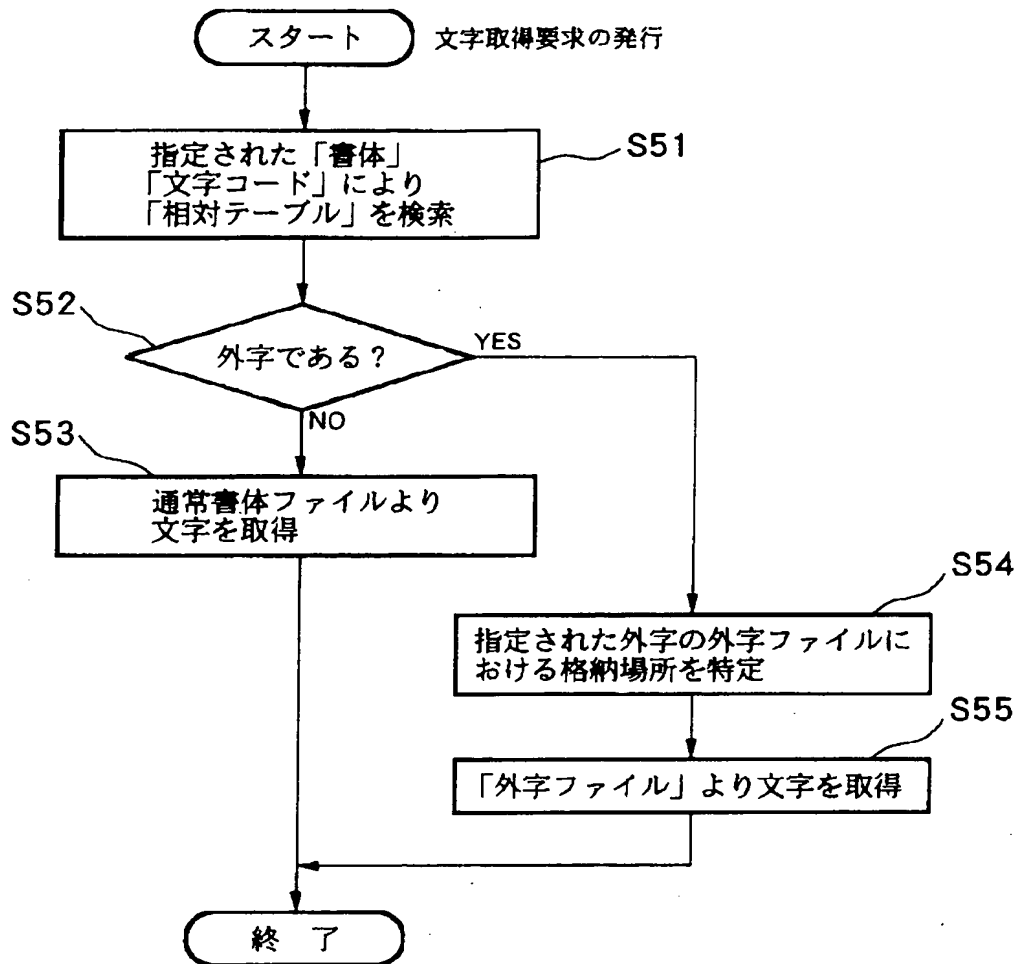 スタート
文字取得要求の発行
指定された「書体」
「文字コード」により
「相対テーブル」を検索
S51
S52
外字である?
YES
NO
S53
通常書体ファイルより
文字を取得
S54
指定された外字の外字ファイルに
おける格納場所を特定
S55
「外字ファイル」より文字を取得
終 了